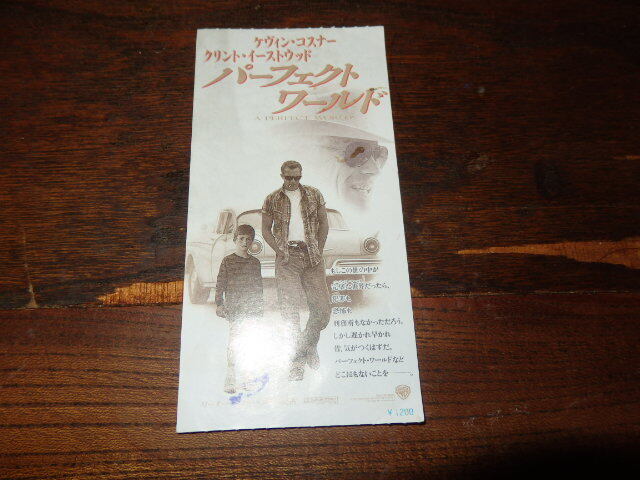 ケヴィン・コスナー
クリント・イーストウッド
パーフェクト
ワールド
A PERFECT WORLD
もしこの世の中が
完璧な世界だったら、
犯罪も
恐怖も
刑務所もなかっただろう。
しかし遅かれ早かれ
皆、気がつくはずだ。
パーフェクト・ワールドなど
どこにもないことを
¥1,200